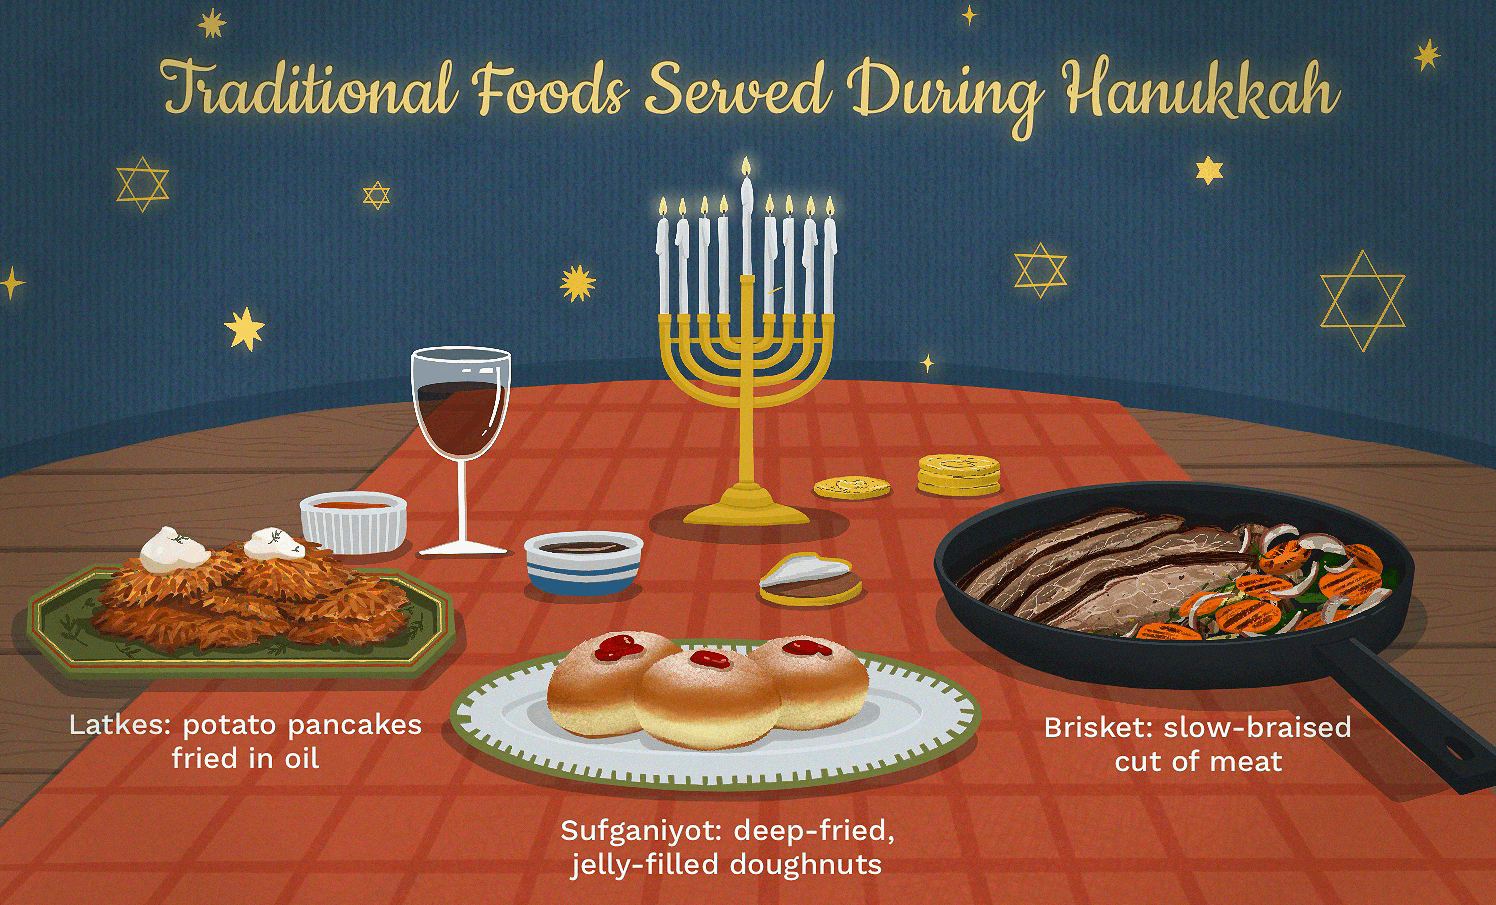 Traditional Foods Served During Hanukkah
Latkes: potato pancakes
fried in oil
Sufganiyot: deep-fried,
jelly-filled doughnuts
Brisket: slow-braised
cut of meat